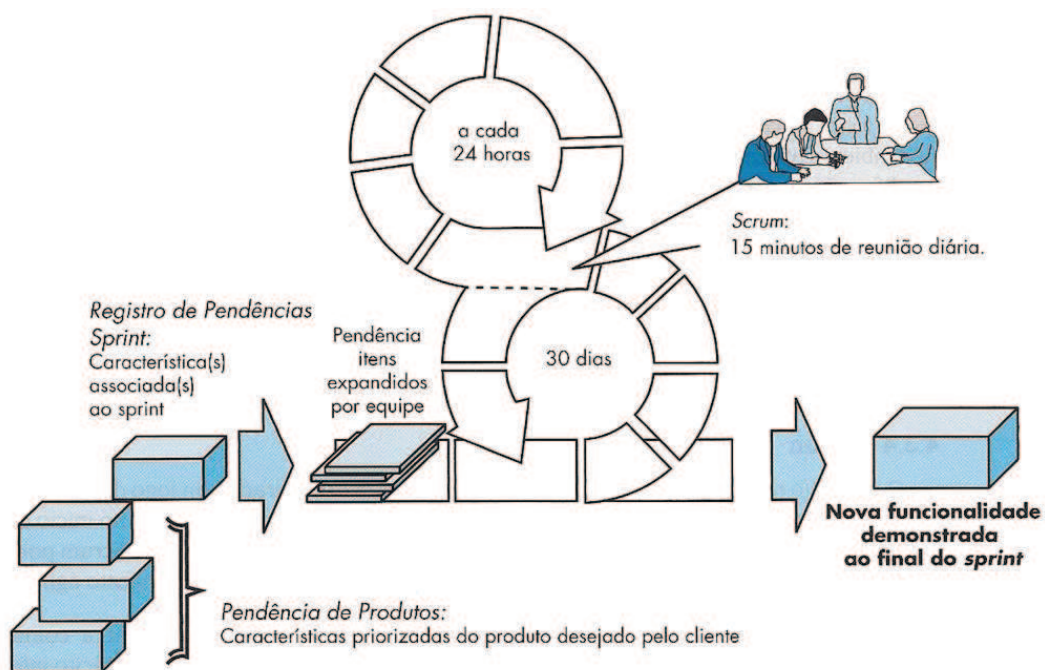 a cada
24 horas
Scrum:
15 minutos de reunião diária.
Registro de Pendências
Sprint:
Característica(s)
associada(s)
ao sprint
Pendência
itens
expandidos
por equipe
30 dias
Nova funcionalidade
demonstrada
ao final do sprint
Pendência de Produtos:
Características priorizadas do produto desejado pelo cliente